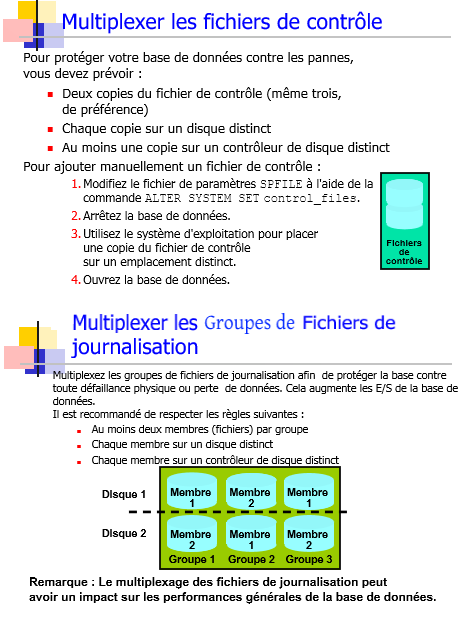 Multiplexer les fichiers de contrôle
Pour protéger votre base de données contre les pannes,
vous devez prévoir :
Deux copies du fichier de contrôle (même trois,
de préférence)
Chaque copie sur un disque distinct
Au moins une copie sur un contrôleur de disque distinct
Pour ajouter manuellement un fichier de contrôle :
1. Modifiez le fichier de paramètres SPFILE à l'aide de la
commande ALTER SYSTEM SET control_files.
2. Arrêtez la base de données.
3. Utilisez le système d'exploitation pour placer
une copie du fichier de contrôle
sur un emplacement distinct.
4. Ouvrez la base de données.
Fichiers
de
contrôle
Multiplexer les Groupes de Fichiers de
journalisation
Multiplexez les groupes de fichiers de journalisation afin de protéger la base contre
toute défaillance physique ou perte de données. Cela augmente les E/S de la base de
données.
Il est recommandé de respecter les règles suivantes :
Au moins deux membres (fichiers) par groupe
Chaque membre sur un disque distinct
Chaque membre sur un contrôleur de disque distinct
Disque 1
Membre 1
Membre 2
Membre 1
Disque 2
Membre 2
Membre 1
Membre 2
Groupe 1 Groupe 2 Groupe 3
Remarque : Le multiplexage des fichiers de journalisation peut
avoir un impact sur les performances générales de la base de données.